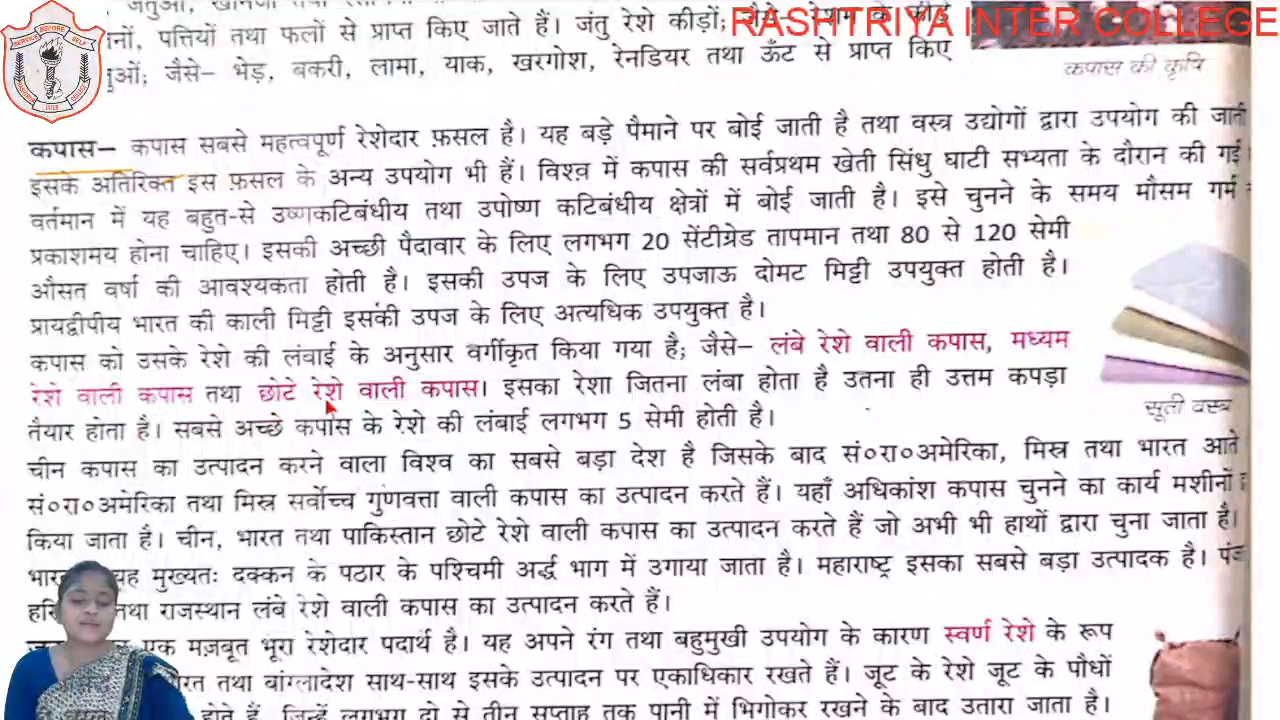 RASHTRIYA INTER COLLEGE
SERVICE BEFORE SELF
नों, पत्तियों तथा फलों से प्राप्त किए जाते हैं। जंतु रेशे कीड़ों;
ुओं; जैसे– भेड़, बकरी, लामा, याक, खरगोश, रेनडियर तथा ऊँट से प्राप्त किए
कपास की कृषि
कपास– कपास सबसे महत्वपूर्ण रेशेदार फ़सल है। यह बड़े पैमाने पर बोई जाती है तथा वस्त्र उद्योगों द्वारा उपयोग की जाती
इसके अतिरिक्त इस फ़सल के अन्य उपयोग भी हैं। विश्व में कपास की सर्वप्रथम खेती सिंधु घाटी सभ्यता के दौरान की गई
वर्तमान में यह बहुत-से उष्णकटिबंधीय तथा उपोष्ण कटिबंधीय क्षेत्रों में बोई जाती है। इसे चुनने के समय मौसम गर्म
प्रकाशमय होना चाहिए। इसकी अच्छी पैदावार के लिए लगभग 20 सेंटीग्रेड तापमान तथा 80 से 120 सेमी
औसत वर्षा की आवश्यकता होती है। इसकी उपज के लिए उपजाऊ दोमट मिट्टी उपयुक्त होती है।
प्रायद्वीपीय भारत की काली मिट्टी इसकी उपज के लिए अत्यधिक उपयुक्त है।
कपास को उसके रेशे की लंबाई के अनुसार वर्गीकृत किया गया है; जैसे– लंबे रेशे वाली कपास, मध्यम
रेशे वाली कपास तथा छोटे रेशे वाली कपास। इसका रेशा जितना लंबा होता है उतना ही उत्तम कपड़ा
तैयार होता है। सबसे अच्छे कपास के रेशे की लंबाई लगभग 5 सेमी होती है।
सूती वस्त्र
चीन कपास का उत्पादन करने वाला विश्व का सबसे बड़ा देश है जिसके बाद सं०रा०अमेरिका, मिस्र तथा भारत आते
सं०रा०अमेरिका तथा मिस्र सर्वोच्च गुणवत्ता वाली कपास का उत्पादन करते हैं। यहाँ अधिकांश कपास चुनने का कार्य मशीनों
किया जाता है। चीन, भारत तथा पाकिस्तान छोटे रेशे वाली कपास का उत्पादन करते हैं जो अभी भी हाथों द्वारा चुना जाता है।
भार यह मुख्यतः दक्कन के पठार के पश्चिमी अर्द्ध भाग में उगाया जाता है। महाराष्ट्र इसका सबसे बड़ा उत्पादक है।
तथा राजस्थान लंबे रेशे वाली कपास का उत्पादन करते हैं।
एक मज़बूत भूरा रेशेदार पदार्थ है। यह अपने रंग तथा बहुमुखी उपयोग के कारण स्वर्ण रेशे के रूप
तथा बांग्लादेश साथ-साथ इसके उत्पादन पर एकाधिकार रखते हैं। जूट के रेशे जूट के पौधों
होते हैं, जिन्हें लगभग दो से तीन सप्ताह तक पानी में भिगोकर रखने के बाद उतारा जाता है।